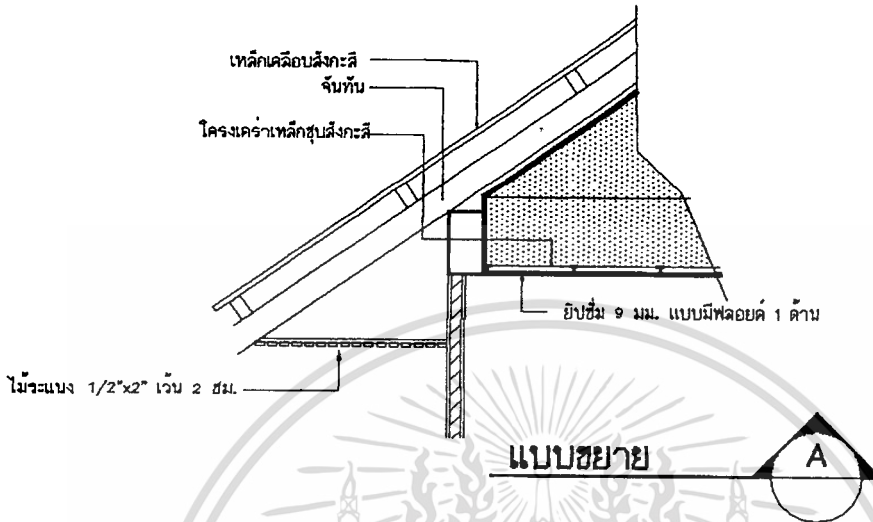 เหล็กเคลือบสังกะสี
จันทัน
โครงเคร่าเหล็กชุบสังกะสี
ยิปซั่ม 9 มม. แบบมีฟลอยด์ 1 ด้าน
ไม้ระแนง 1/2"x2" เว้น 2 ซม.
แบบขยาย
A